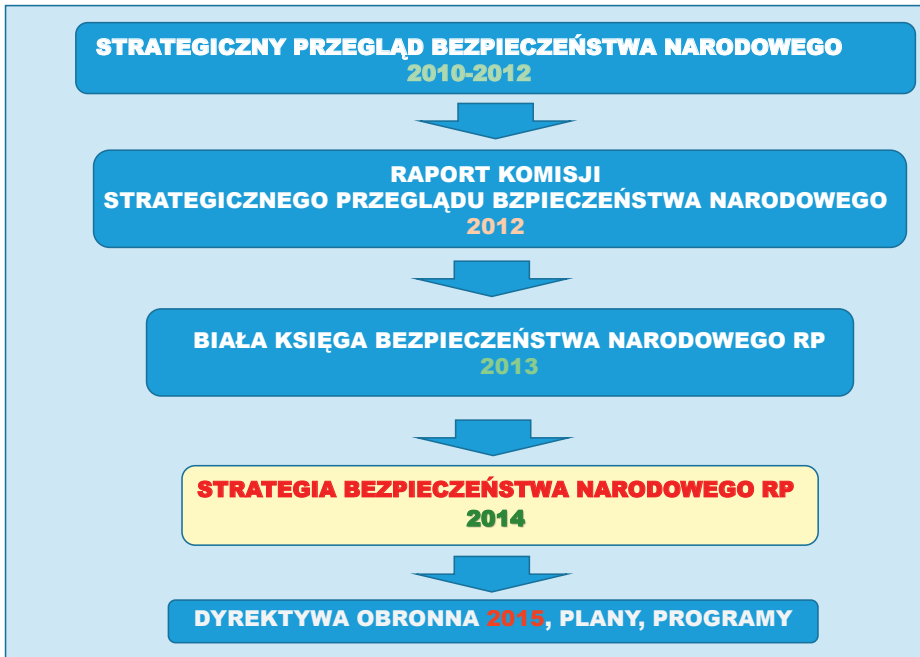 STRATEGICZNY PRZEGLĄD BEZPIECZEŃSTWA NARODOWEGO
2010-2012
RAPORT KOMISJI
STRATEGICZNEGO PRZEGLĄDU BZPIECZEŃSTWA NARODOWEGO
2012
BIAŁA KSIĘGA BEZPIECZEŃSTWA NARODOWEGO RP
2013
STRATEGIA BEZPIECZEŃSTWA NARODOWEGO RP
2014
DYREKTYWA OBRONNA 2015, PLANY, PROGRAMY